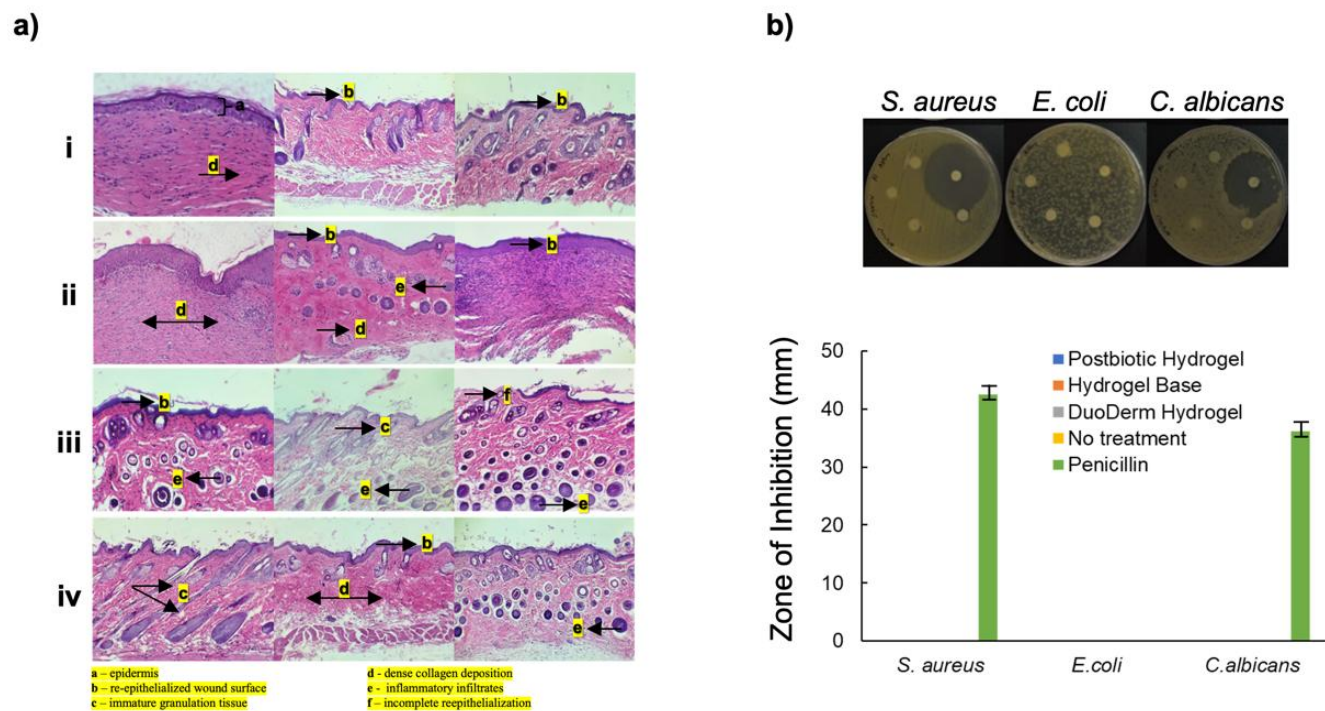 a)
i
a
d
b
b
ii
d
b
e
d
b
iii
b
e
c
e
f
e
iv
c
d
b
e
a – epidermis
b – re-epithelialized wound surface
c – immature granulation tissue
d - dense collagen deposition
e - inflammatory infiltrates
f – incomplete reepithelialization
b)
S. aureus E. coli C. albicans
Zone of Inhibition (mm)
50
40
30
20
10
0
Postbiotic Hydrogel
Hydrogel Base
DuoDerm Hydrogel
No treatment
Penicillin
S. aureus E.coli C.albicans